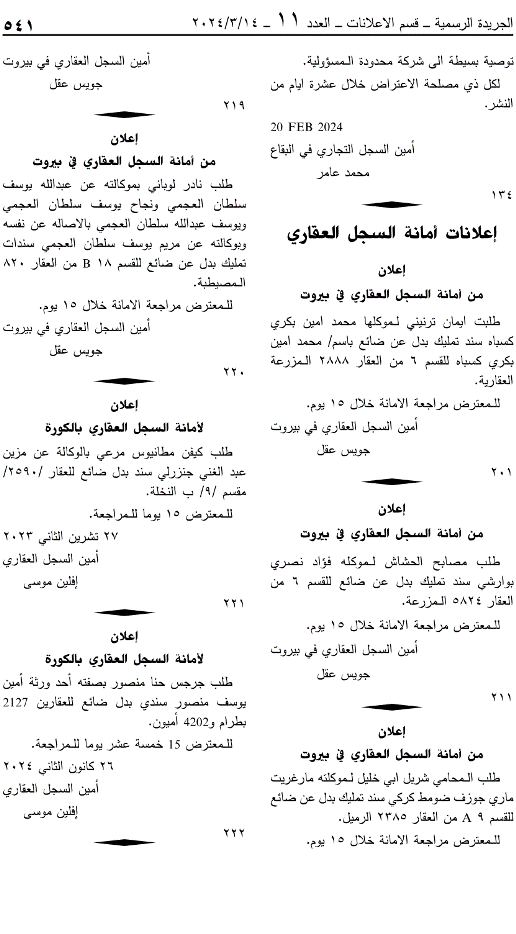 الجريدة الرسمية ــ قسم الاعلانات ــ العدد ١١ ــ ٢٠٢٤/٣/١٤
٥٤١
توصية بسيطة الى شركة محدودة المسؤولية.
لكل ذي مصلحة الاعتراض خلال عشرة ايام من
النشر.
20 FEB 2024
أمين السجل التجاري في البقاع
محمد عامر
١٣٤
إعلانات أمانة السجل العقاري
إعلان
من أمانة السجل العقاري في بيروت
طلبت ايمان ترنيني لموكلها محمد امين بكري
كسباه سند تمليك بدل عن ضائع باسم/ محمد امين
بكري كسباه للقسم ٦ من العقار ٢٨٨٨ المزرعة
العقارية.
للمعترض مراجعة الامانة خلال ١٥ يوم.
أمين السجل العقاري في بيروت
جويس عقل
٢٠١
إعلان
من أمانة السجل العقاري في بيروت
طلب مصابح الحشاش لموكله فؤاد نصري
بوارشي سند تمليك بدل عن ضائع للقسم ٦ من
العقار ٥٨٢٤ المزرعة.
للمعترض مراجعة الامانة خلال ١٥ يوم.
أمين السجل العقاري في بيروت
جويس عقل
٢١١
إعلان
من أمانة السجل العقاري في بيروت
طلب المحامي شربل ابي خليل لموكلته مارغريت
ماري جوزف ضومط كركي سند تمليك بدل عن ضائع
للقسم ٩ A من العقار ٢٣٨٥ الرميل.
للمعترض مراجعة الامانة خلال ١٥ يوم.
أمين السجل العقاري في بيروت
جويس عقل
٢١٩
إعلان
من أمانة السجل العقاري في بيروت
طلب نادر لوباني بموكالته عن عبدالله يوسف
سلطان العجمي ونجاح يوسف سلطان العجمي
ويوسف عبدالله سلطان العجمي بالاصاله عن نفسه
وبوكالته عن مريم يوسف سلطان العجمي سندات
تمليك بدل عن ضائع للقسم ١٨ B من العقار ٨٢٠
المصيطبة.
للمعترض مراجعة الامانة خلال ١٥ يوم.
أمين السجل العقاري في بيروت
جويس عقل
٢٢٠
إعلان
لأمانة السجل العقاري بالكورة
طلب كيفن مطانيوس مرعي بالوكالة عن مزين
عبد الغني جنزرلي سند بدل ضائع للعقار /٢٥٩٠/
مقسم /٩/ ب النخلة.
للمعترض ١٥ يوما للمراجعة.
٢٧ تشرين الثاني ٢٠٢٣
أمين السجل العقاري
إفلين موسى
٢٢١
إعلان
لأمانة السجل العقاري بالكورة
طلب جرجس حنا منصور بصفته أحد ورثة أمين
يوسف منصور سندي بدل ضائع للعقارين 2127
بطرام و4202 أميون.
للمعترض 15 خمسة عشر يوما للمراجعة.
٢٦ كانون الثاني ٢٠٢٤
أمين السجل العقاري
إفلين موسى
٢٢٢